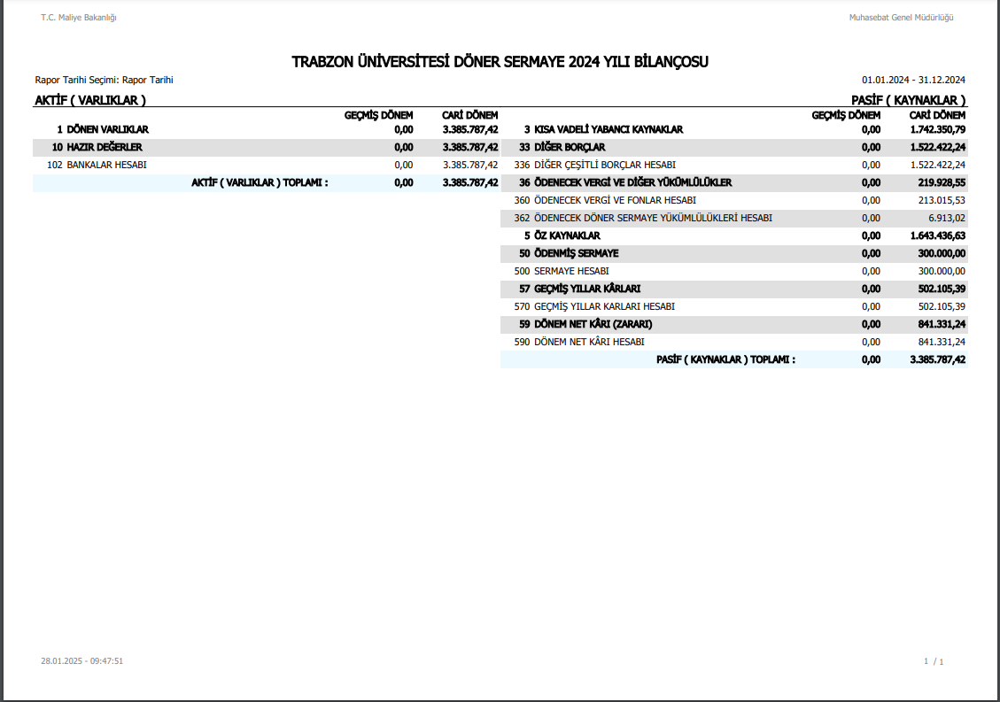 T.C. Maliye Bakanlığı Muhasebat Genel Müdürlüğü
TRABZON ÜNİVERSİTESİ DÖNER SERMAYE 2024 YILI BİLANÇOSU
Rapor Tarihi Seçimi: Rapor Tarihi 01.01.2024 - 31.12.2024
AKTİF ( VARLIKLAR ) PASİF ( KAYNAKLAR )
GEÇMİŞ DÖNEM CARİ DÖNEM GEÇMİŞ DÖNEM CARİ DÖNEM
1 DÖNEN VARLIKLAR 0,00 3.385.787,42 3 KISA VADELİ YABANCI KAYNAKLAR 0,00 1.742.350,79
10 HAZIR DEĞERLER 0,00 3.385.787,42 33 DİĞER BORÇLAR 0,00 1.522.422,24
102 BANKALAR HESABI 0,00 3.385.787,42 336 DİĞER ÇEŞİTLİ BORÇLAR HESABI 0,00 1.522.422,24
AKTİF ( VARLIKLAR ) TOPLAMI : 0,00 3.385.787,42 36 ÖDENECEK VERGİ VE DİĞER YÜKÜMLÜLÜKLER 0,00 219.928,55
360 ÖDENECEK VERGİ VE FONLAR HESABI 0,00 213.015,53
362 ÖDENECEK DÖNER SERMAYE YÜKÜMLÜLÜKLERİ HESABI 0,00 6.913,02
5 ÖZ KAYNAKLAR 0,00 1.643.436,63
50 ÖDENMİŞ SERMAYE 0,00 300.000,00
500 SERMAYE HESABI 0,00 300.000,00
57 GEÇMİŞ YILLAR KÂRLARI 0,00 502.105,39
570 GEÇMİŞ YILLAR KARLARI HESABI 0,00 502.105,39
59 DÖNEM NET KÂRI (ZARARI) 0,00 841.331,24
590 DÖNEM NET KÂRI HESABI 0,00 841.331,24
PASİF ( KAYNAKLAR ) TOPLAMI : 0,00 3.385.787,42
28.01.2025 - 09:47:51 1 / 1